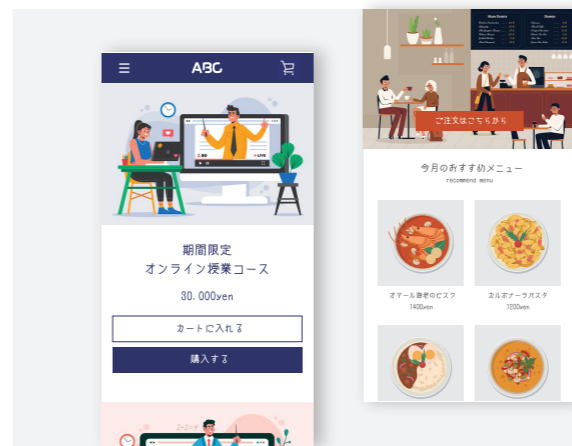 ABC
期間限定
オンライン授業コース
30.000yen
カートに入れる
購入する
ご注文はこちらから
今月のおすすめメニュー
recommend menu
オマール海老のビスク
1400yen
カルボナーラパスタ
1200yen